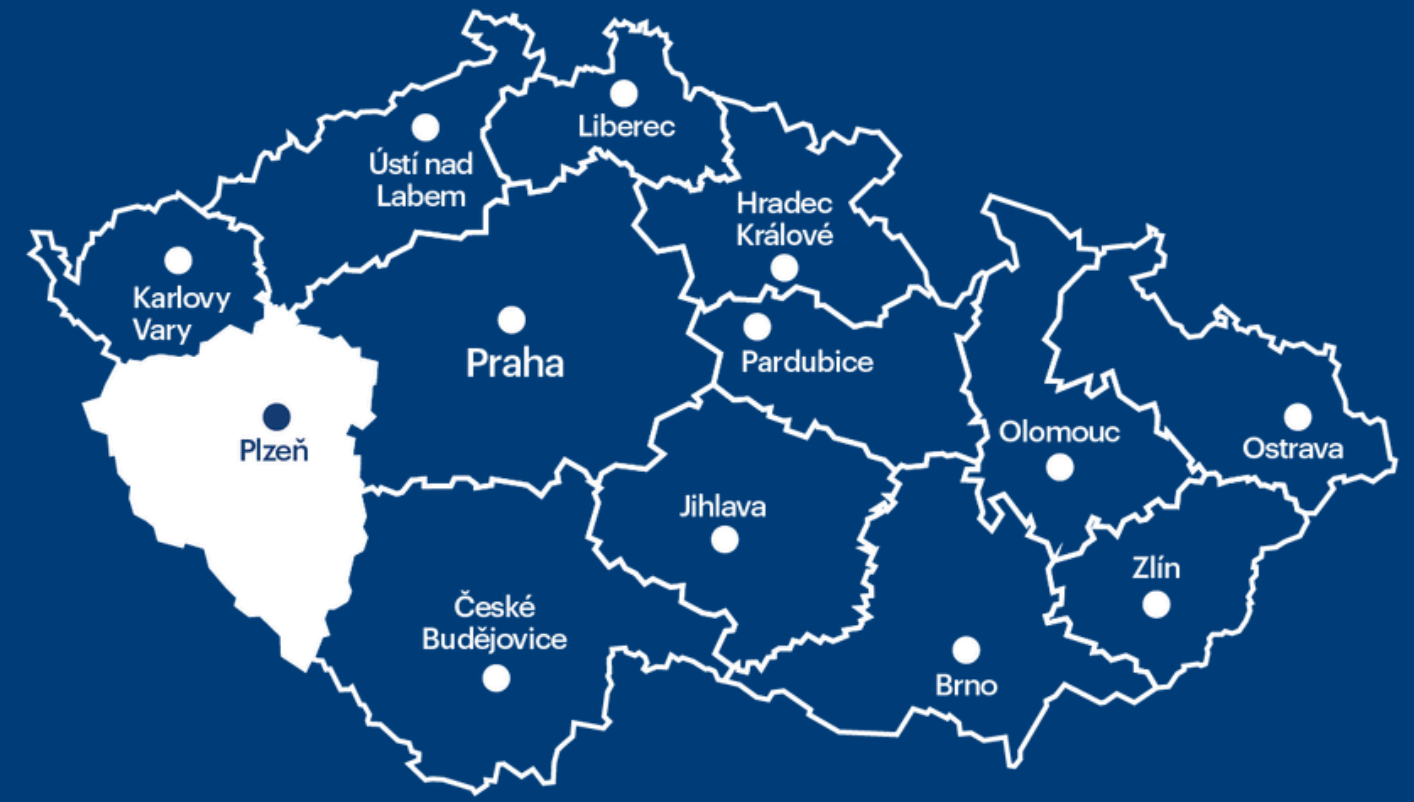 Liberec
Ústí nad
Labem
Hradec
Králové
Karlovy
Vary
Praha
Pardubice
Plzeň
Olomouc
Ostrava
Jihlava
Zlín
České
Budějovice
Brno